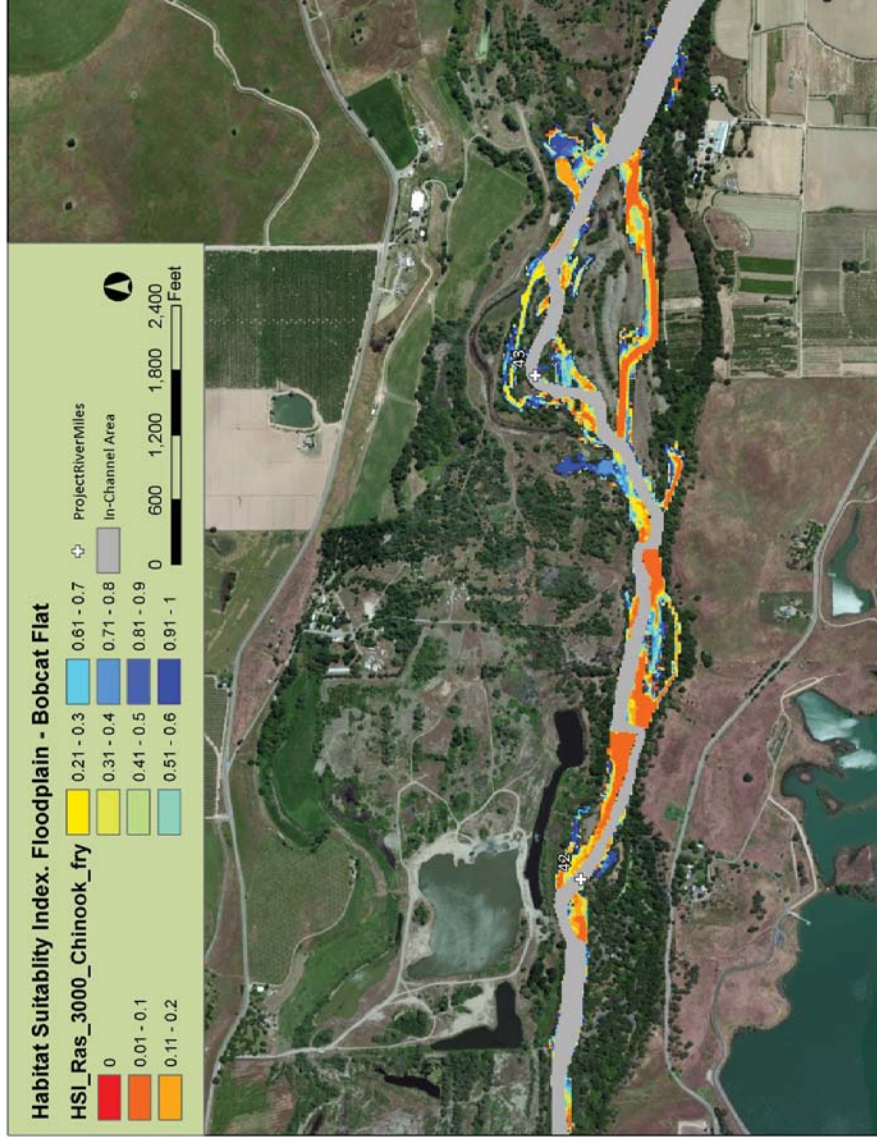 Habitat Suitablity Index. Floodplain - Bobcat Flat
HSI_Ras_3000_Chinook_fry
0
0.01 - 0.1
0.11 - 0.2
0.21 - 0.3
0.31 - 0.4
0.41 - 0.5
0.51 - 0.6
0.61 - 0.7
0.71 - 0.8
0.81 - 0.9
0.91 - 1
ProjectRiverMiles
In-Channel Area
0 600 1,200 1,800 2,400
Feet
42
43